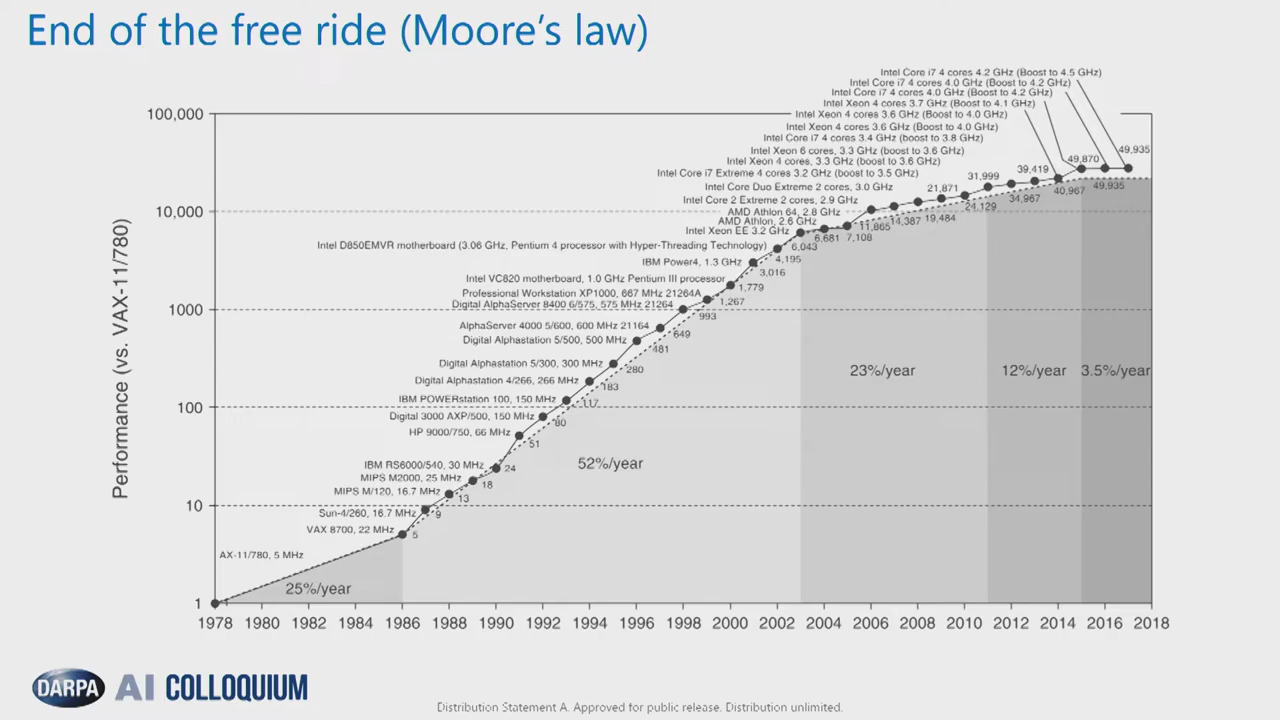 End of the free ride (Moore's law)
Intel Core i7 4 cores 4.2 GHz (Boost to 4.5 GHz)
Intel Core i7 4 cores 4.0 GHz (Boost to 4.2 GHz)
Intel Core i7 4 cores 4.0 GHz (Boost to 4.2 GHz)
Intel Xeon 4 cores 3.7 GHz (Boost to 4.1 GHz)
Intel Xeon 4 cores 3.6 GHz (Boost to 4.0 GHz)
Intel Xeon 4 cores 3.6 GHz (Boost to 4.0 GHz)
Intel Core i7 4 cores 3.4 GHz (boost to 3.8 GHz)
Intel Xeon 6 cores, 3.3 GHz (boost to 3.6 GHz)
Intel Xeon 4 cores, 3.3 GHz (boost to 3.6 GHz)
Intel Core i7 Extreme 4 cores 3.2 GHz (boost to 3.5 GHz)
Intel Core Duo Extreme 2 cores, 3.0 GHz
Intel Core 2 Extreme 2 cores, 2.9 GHz
AMD Athlon 64, 2.8 GHz
AMD Athlon, 2.6 GHz
Intel Xeon EE 3.2 GHz
Intel D850EMVR motherboard (3.06 GHz, Pentium 4 processor with Hyper-Threading Technology)
IBM Power4, 1.3 GHz
Intel VC820 motherboard, 1.0 GHz Pentium III processor
Professional Workstation XP1000, 667 MHz 21264A
Digital AlphaServer 8400 6/575, 575 MHz 21264
AlphaServer 4000 5/600, 600 MHz 21164
Digital Alphastation 5/500, 500 MHz
Digital Alphastation 5/300, 300 MHz
Digital Alphastation 4/266, 266 MHz
IBM POWERstation 100, 150 MHz
Digital 3000 AXP/500, 150 MHz
HP 9000/750, 66 MHz
IBM RS6000/540, 30 MHz
MIPS M2000, 25 MHz
MIPS M/120, 16.7 MHz
Sun-4/260, 16.7 MHz
VAX 8700, 22 MHz
AX-11/780, 5 MHz
49,935
49,935
49,870
40,967
39,419
34,967
31,999
24,129
21,871
19,484
14,387
11,865
7,108
6,681
6,043
4,195
3,016
1,779
1,267
993
649
481
280
183
117
80
51
24
18
13
9
5
25%/year
52%/year
23%/year
12%/year
3.5%/year
Performance (vs. VAX-11/780)
100,000
10,000
1000
100
10
1
1978 1980 1982 1984 1986 1988 1990 1992 1994 1996 1998 2000 2002 2004 2006 2008 2010 2012 2014 2016 2018
DARPA AI COLLOQUIUM
Distribution Statement A. Approved for public release. Distribution unlimited.